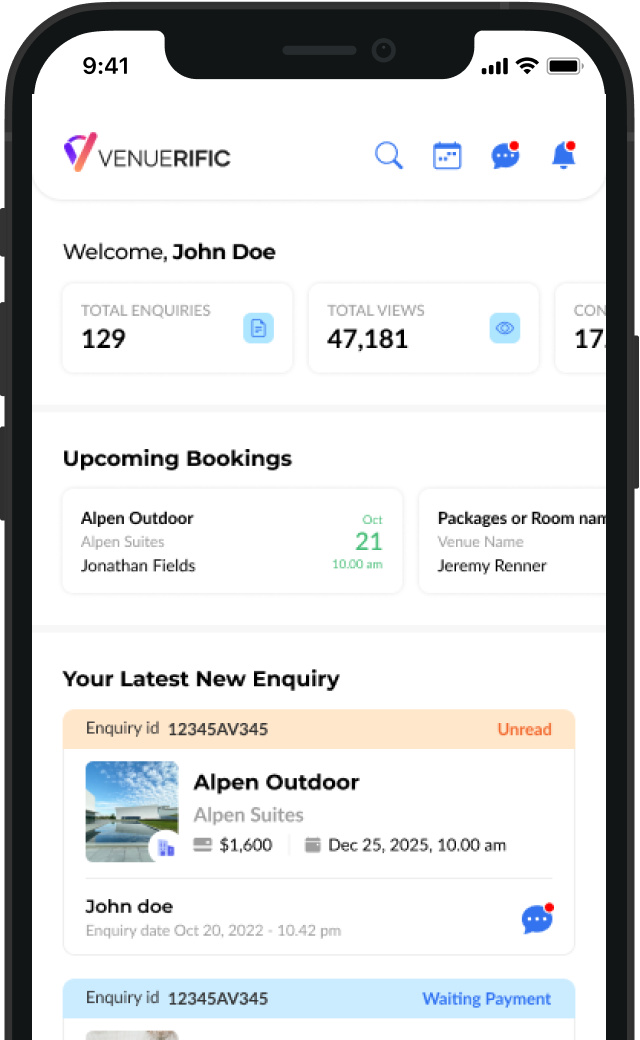 9:41
VENUERIFIC
Welcome, John Doe
TOTAL ENQUIRIES
129
TOTAL VIEWS
47,181
CON
17.
Upcoming Bookings
Alpen Outdoor
Alpen Suites
Jonathan Fields
Oct
21
10.00 am
Packages or Room nam
Venue Name
Jeremy Renner
Your Latest New Enquiry
Enquiry id 12345AV345 Unread
Alpen Outdoor
Alpen Suites
$1,600 Dec 25, 2025, 10.00 am
John doe
Enquiry date Oct 20, 2022 - 10.42 pm
Enquiry id 12345AV345 Waiting Payment